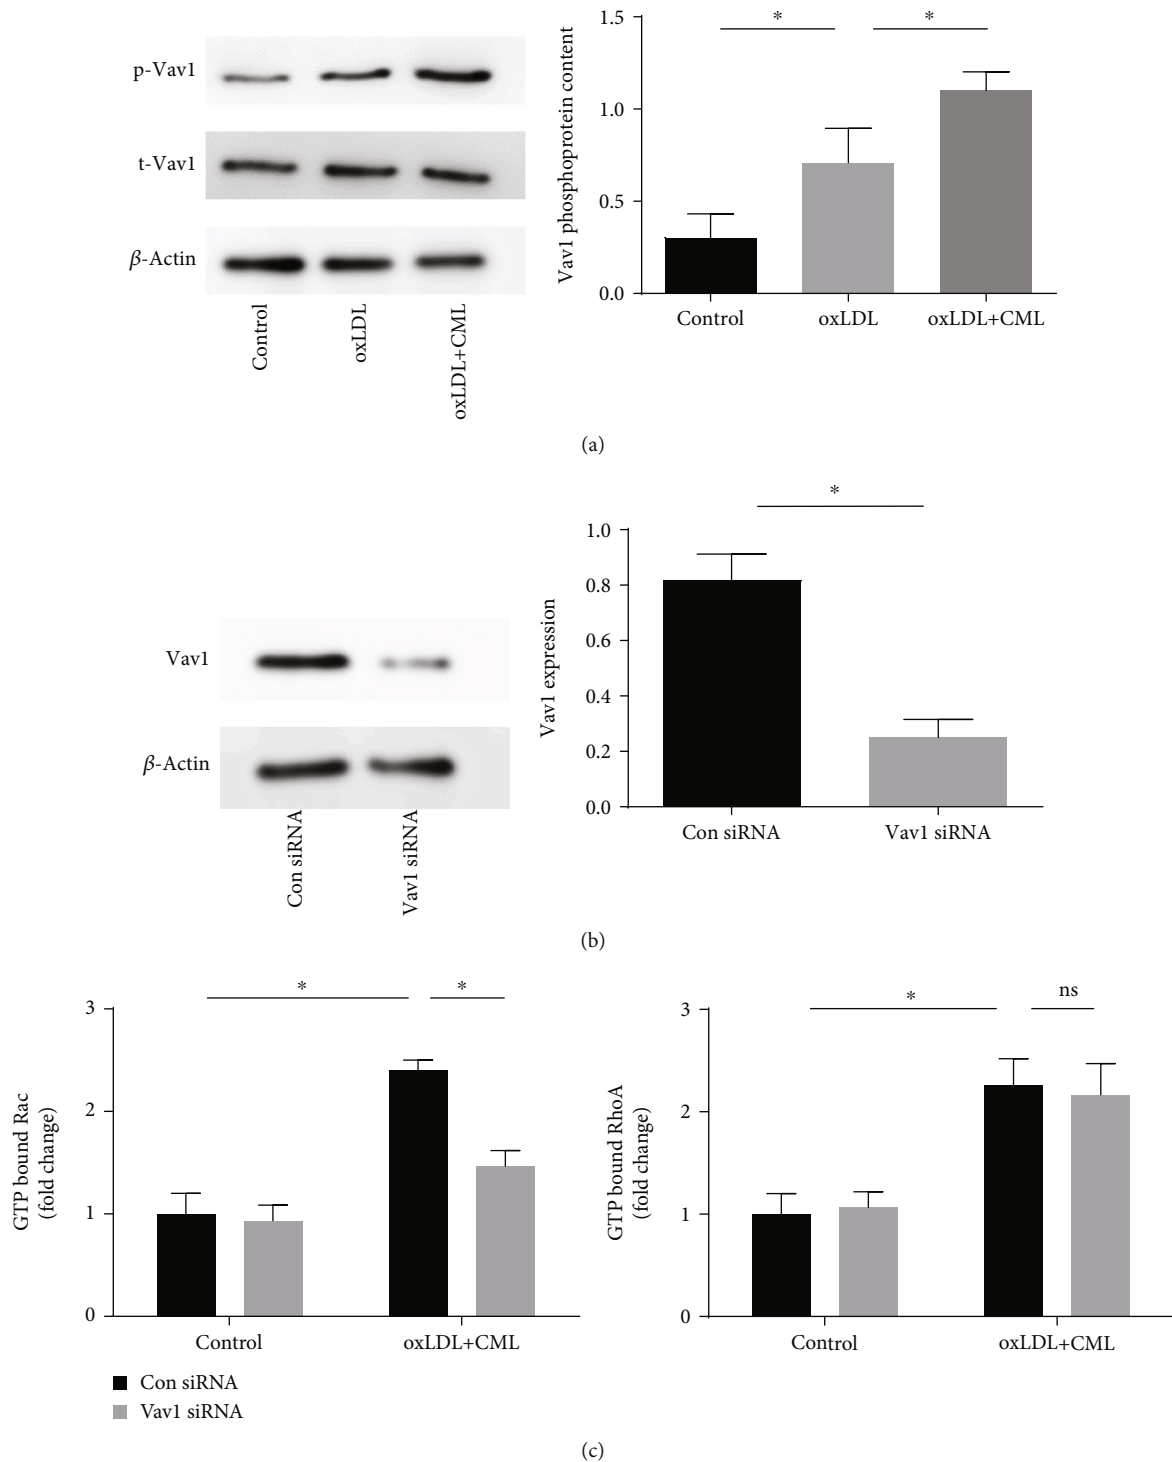 p-Vav1
t-Vav1
β-Actin
Control
oxLDL
oxLDL+CML
Vav1 phosphoprotein content
1.5
1.0
0.5
0.0
*
*
Control
oxLDL
oxLDL+CML
(a)
Vav1
β-Actin
Con siRNA
Vav1 siRNA
Vav1 expression
1.0
0.8
0.6
0.4
0.2
0.0
*
Con siRNA
Vav1 siRNA
(b)
GTP bound Rac
(fold change)
3
2
1
0
*
*
Control
oxLDL+CML
Con siRNA
Vav1 siRNA
GTP bound RhoA
(fold change)
3
2
1
0
*
ns
Control
oxLDL+CML
(c)